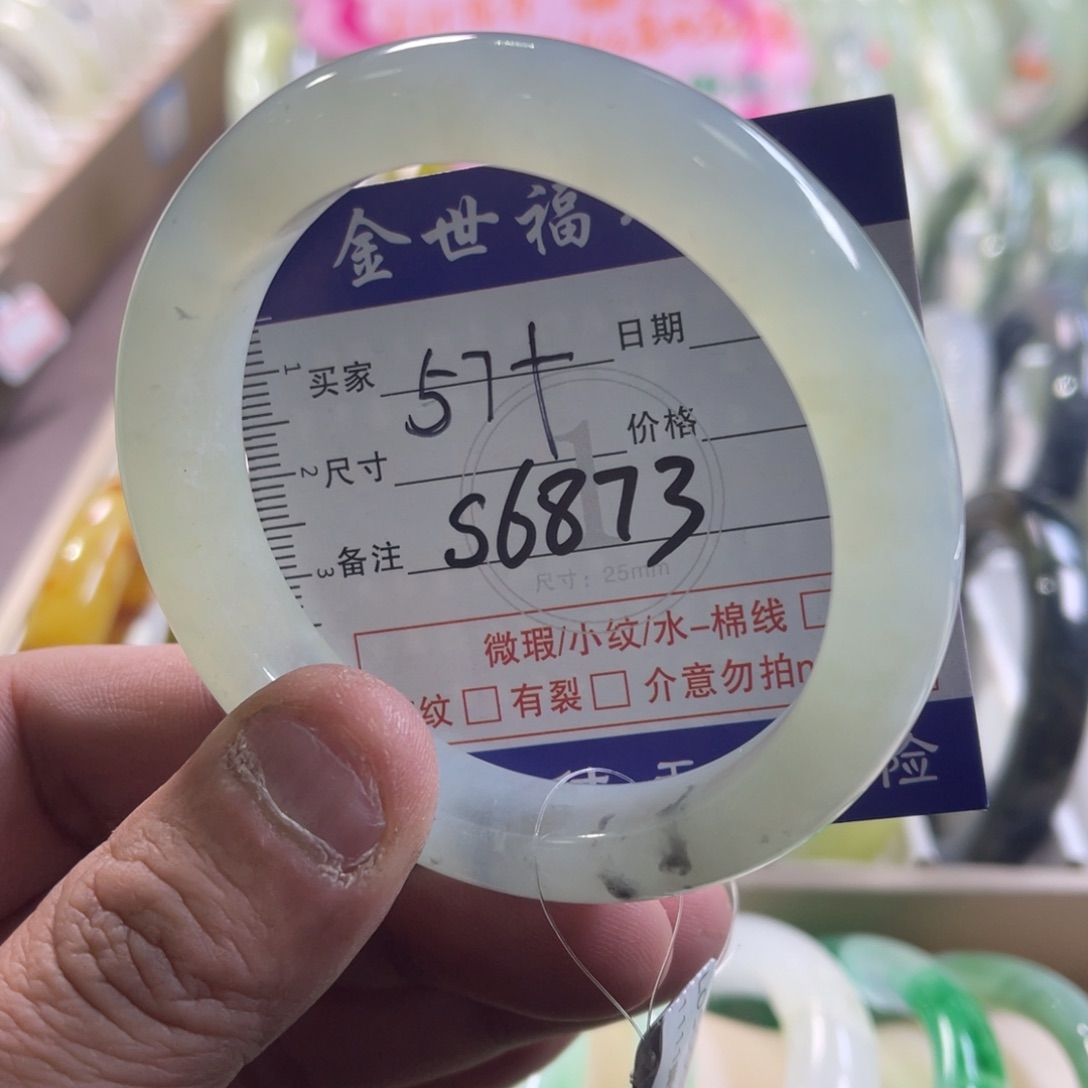 金世福
1 买家 57+ 日期
2 尺寸 价格
S6873
3 备注
尺寸：25mm
微瑕/小纹/水-棉线 □
纹 □ 有裂 □ 介意勿拍
险